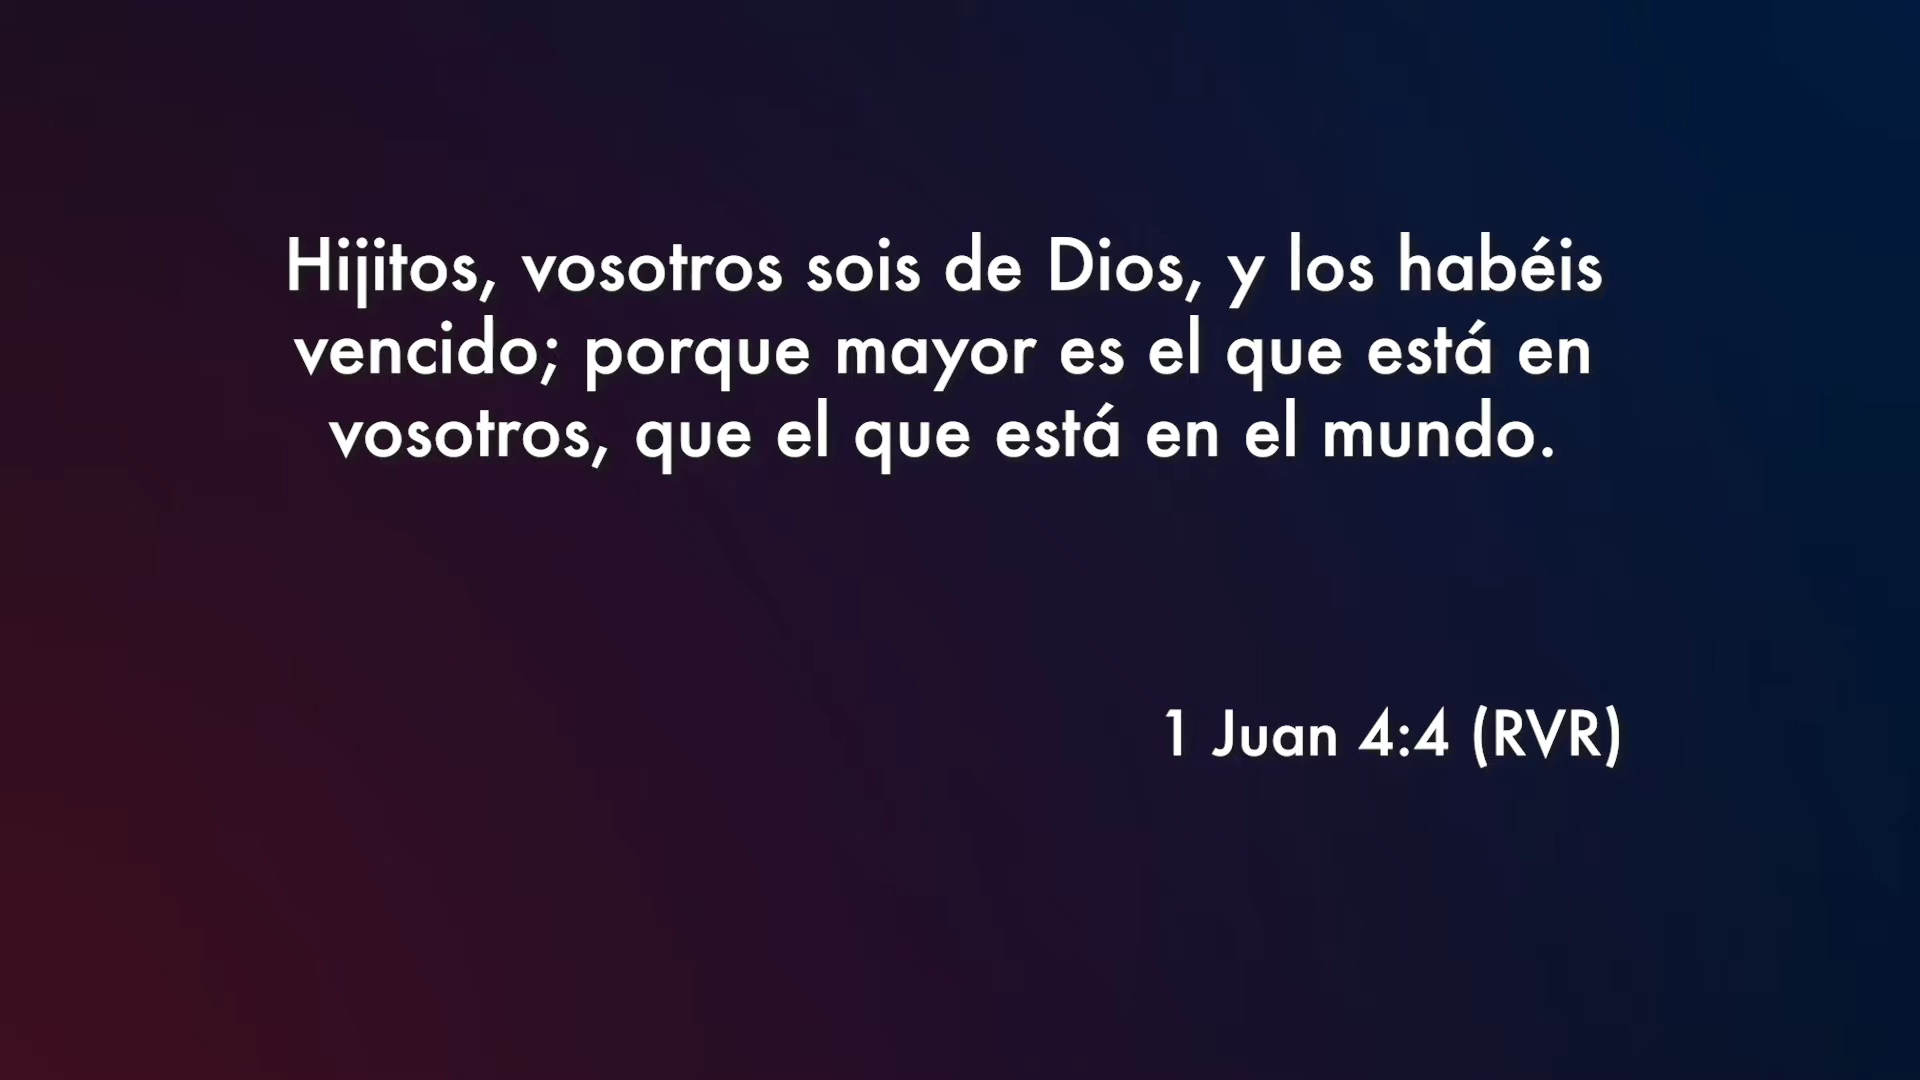 Hijitos, vosotros sois de Dios, y los habéis
vencido; porque mayor es el que está en
vosotros, que el que está en el mundo.
1 Juan 4:4 (RVR)